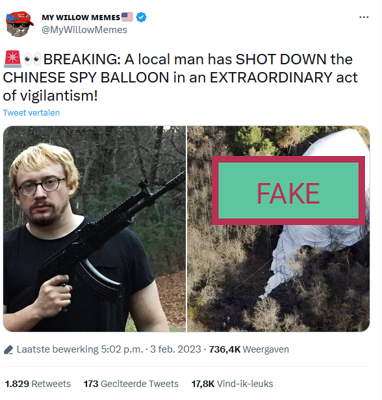 MY WILLOW MEMES
@MyWillowMemes
BREAKING: A local man has SHOT DOWN the
CHINESE SPY BALLOON in an EXTRAORDINARY act
of vigilantism!
Tweet vertalen
FAKE
Laatste bewerking 5:02 p.m. · 3 feb. 2023 · 736,4K Weergaven
1.829 Retweets 173 Geciteerde Tweets 17,8K Vind-ik-leuks